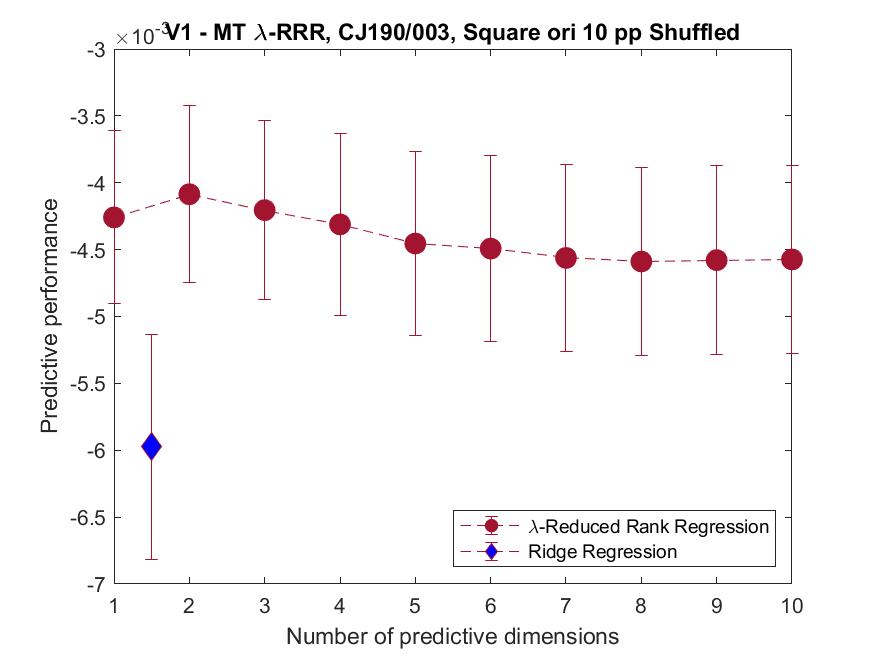 ×10-3
V1 - MT λ-RRR, CJ190/003, Square ori 10 pp Shuffled
-3
-3.5
-4
-4.5
-5
-5.5
-6
-6.5
-7
Predictive performance
λ-Reduced Rank Regression
Ridge Regression
1 2 3 4 5 6 7 8 9 10
Number of predictive dimensions